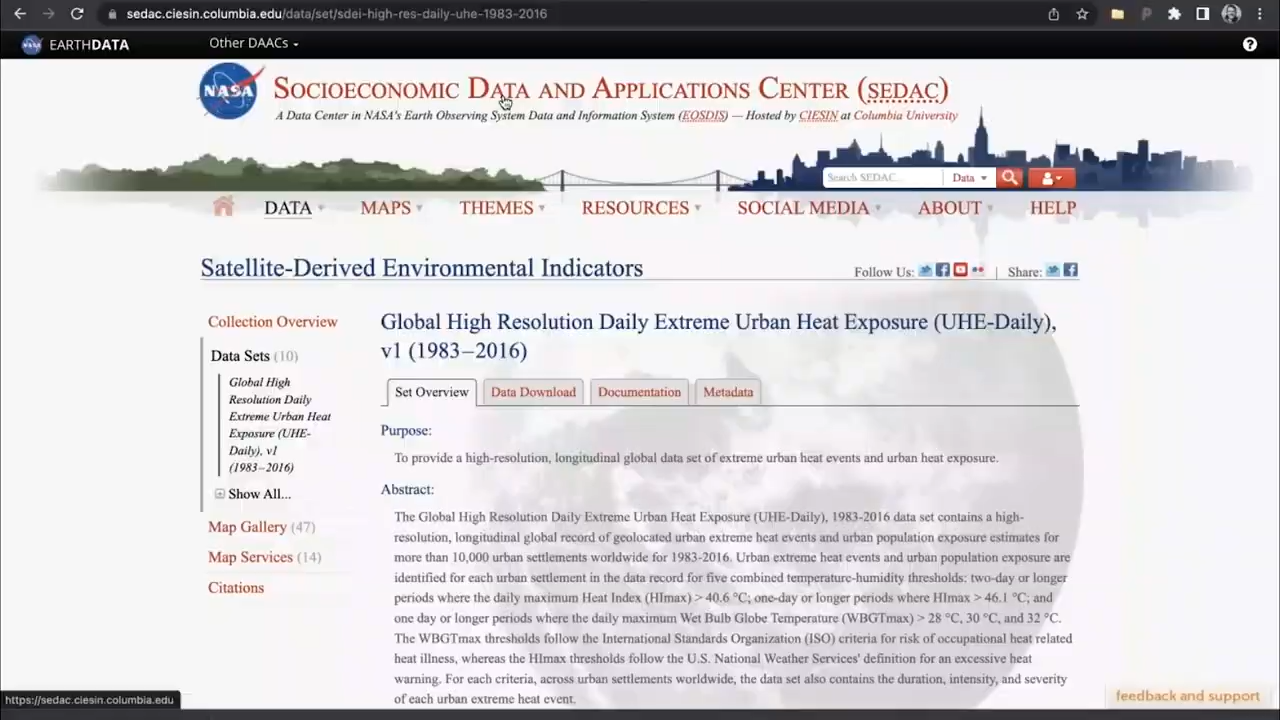 sedac.ciesin.columbia.edu/data/set/sdei-high-res-daily-uhe-1983-2016
EARTHDATA
Other DAACs
?
NASA
SOCIOECONOMIC DATA AND APPLICATIONS CENTER (SEDAC)
A Data Center in NASA's Earth Observing System Data and Information System (EOSDIS) — Hosted by CIESIN at Columbia University
Search SEDAC...
Data
DATA
MAPS
THEMES
RESOURCES
SOCIAL MEDIA
ABOUT
HELP
Satellite-Derived Environmental Indicators
Follow Us:
| Share:
Collection Overview
Data Sets (10)
Global High
Resolution Daily
Extreme Urban Heat
Exposure (UHE-
Daily), v1
(1983–2016)
Show All...
Map Gallery (47)
Map Services (14)
Citations
Global High Resolution Daily Extreme Urban Heat Exposure (UHE-Daily),
v1 (1983–2016)
Set Overview
Data Download
Documentation
Metadata
Purpose:
To provide a high-resolution, longitudinal global data set of extreme urban heat events and urban heat exposure.
Abstract:
The Global High Resolution Daily Extreme Urban Heat Exposure (UHE-Daily), 1983-2016 data set contains a high-
resolution, longitudinal global record of geolocated urban extreme heat events and urban population exposure estimates for
more than 10,000 urban settlements worldwide for 1983-2016. Urban extreme heat events and urban population exposure are
identified for each urban settlement in the data record for five combined temperature-humidity thresholds: two-day or longer
periods where the daily maximum Heat Index (HImax) > 40.6 °C; one-day or longer periods where HImax > 46.1 °C; and
one day or longer periods where the daily maximum Wet Bulb Globe Temperature (WBGTmax) > 28 °C, 30 °C, and 32 °C.
The WBGTmax thresholds follow the International Standards Organization (ISO) criteria for risk of occupational heat related
heat illness, whereas the HImax thresholds follow the U.S. National Weather Services' definition for an excessive heat
warning. For each criteria, across urban settlements worldwide, the data set also contains the duration, intensity, and severity
of each urban extreme heat event.
https://sedac.ciesin.columbia.edu
feedback and support